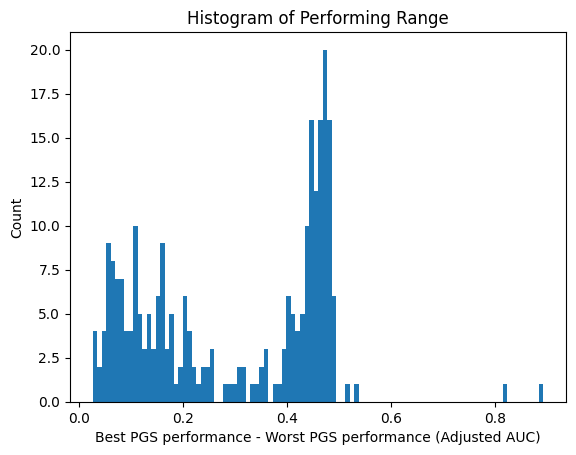 Histogram of Performing Range
20.0
17.5
15.0
12.5
10.0
7.5
5.0
2.5
0.0
Count
0.0 0.2 0.4 0.6 0.8
Best PGS performance - Worst PGS performance (Adjusted AUC)